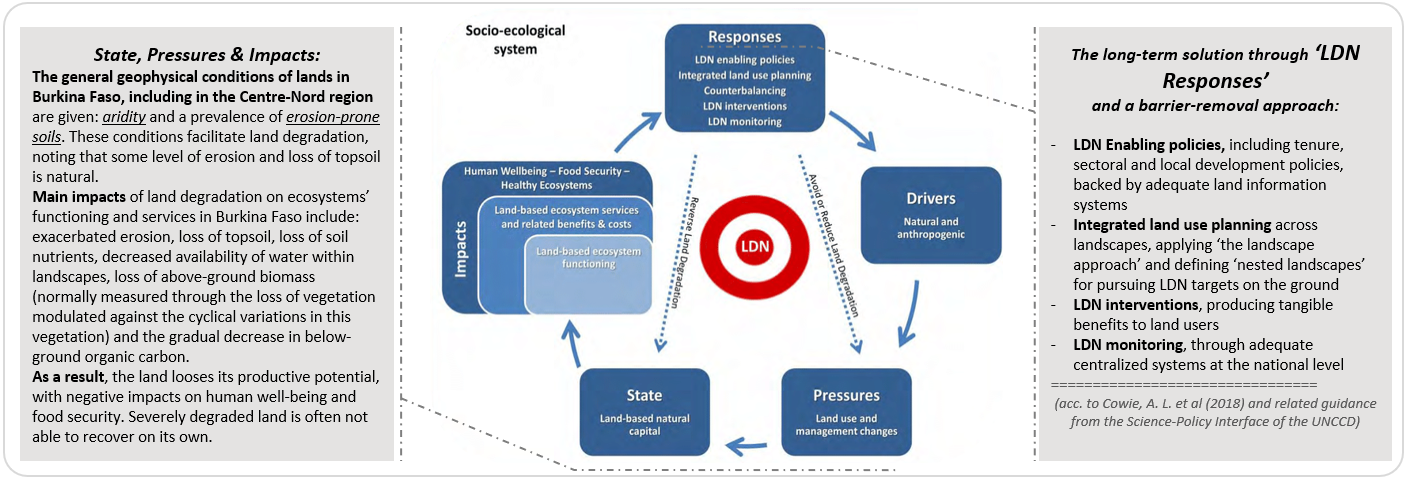 State, Pressures & Impacts:
The general geophysical conditions of lands in
Burkina Faso, including in the Centre-Nord region
are given: aridity and a prevalence of erosion-prone
soils. These conditions facilitate land degradation,
noting that some level of erosion and loss of topsoil
is natural.
Main impacts of land degradation on ecosystems’
functioning and services in Burkina Faso include:
exacerbated erosion, loss of topsoil, loss of soil
nutrients, decreased availability of water within
landscapes, loss of above-ground biomass
(normally measured through the loss of vegetation
modulated against the cyclical variations in this
vegetation) and the gradual decrease in below-
ground organic carbon.
As a result, the land looses its productive potential,
with negative impacts on human well-being and
food security. Severely degraded land is often not
able to recover on its own.
Socio-ecological
system
Responses
LDN enabling policies
Integrated land use planning
Counterbalancing
LDN interventions
LDN monitoring
Drivers
Natural and
anthropogenic
Pressures
Land use and
management changes
State
Land-based natural
capital
Impacts
Human Wellbeing – Food Security –
Healthy Ecosystems
Land-based ecosystem services
and related benefits & costs
Land-based ecosystem
functioning
Reverse Land Degradation
LDN
Avoid or Reduce Land Degradation
The long-term solution through ‘LDN
Responses’
and a barrier-removal approach:
- LDN Enabling policies, including tenure,
sectoral and local development policies,
backed by adequate land information
systems
- Integrated land use planning across
landscapes, applying ‘the landscape
approach’ and defining ‘nested landscapes’
for pursuing LDN targets on the ground
- LDN interventions, producing tangible
benefits to land users
- LDN monitoring, through adequate
centralized systems at the national level
================================
(acc. to Cowie, A. L. et al (2018) and related guidance
from the Science-Policy Interface of the UNCCD)